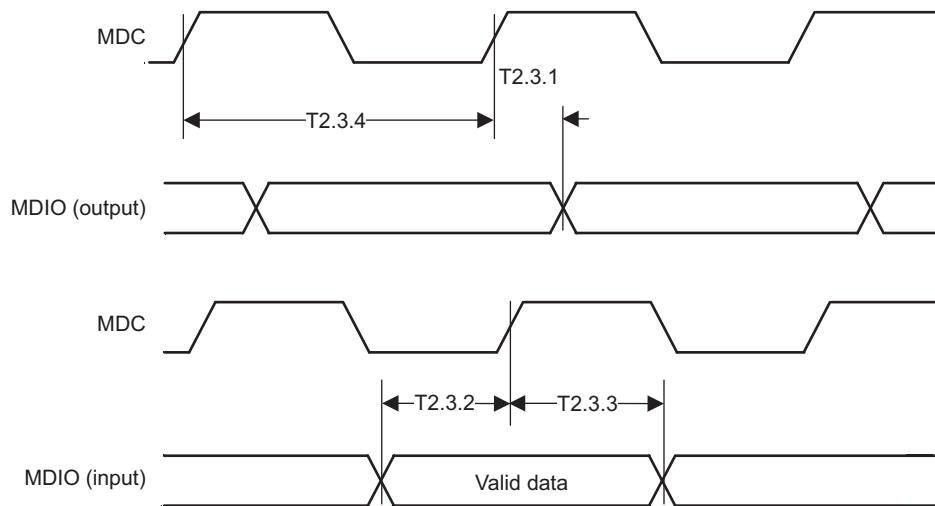 MDC
T2.3.1
T2.3.4
MDIO (output)
MDC
T2.3.2
T2.3.3
MDIO (input)
Valid data